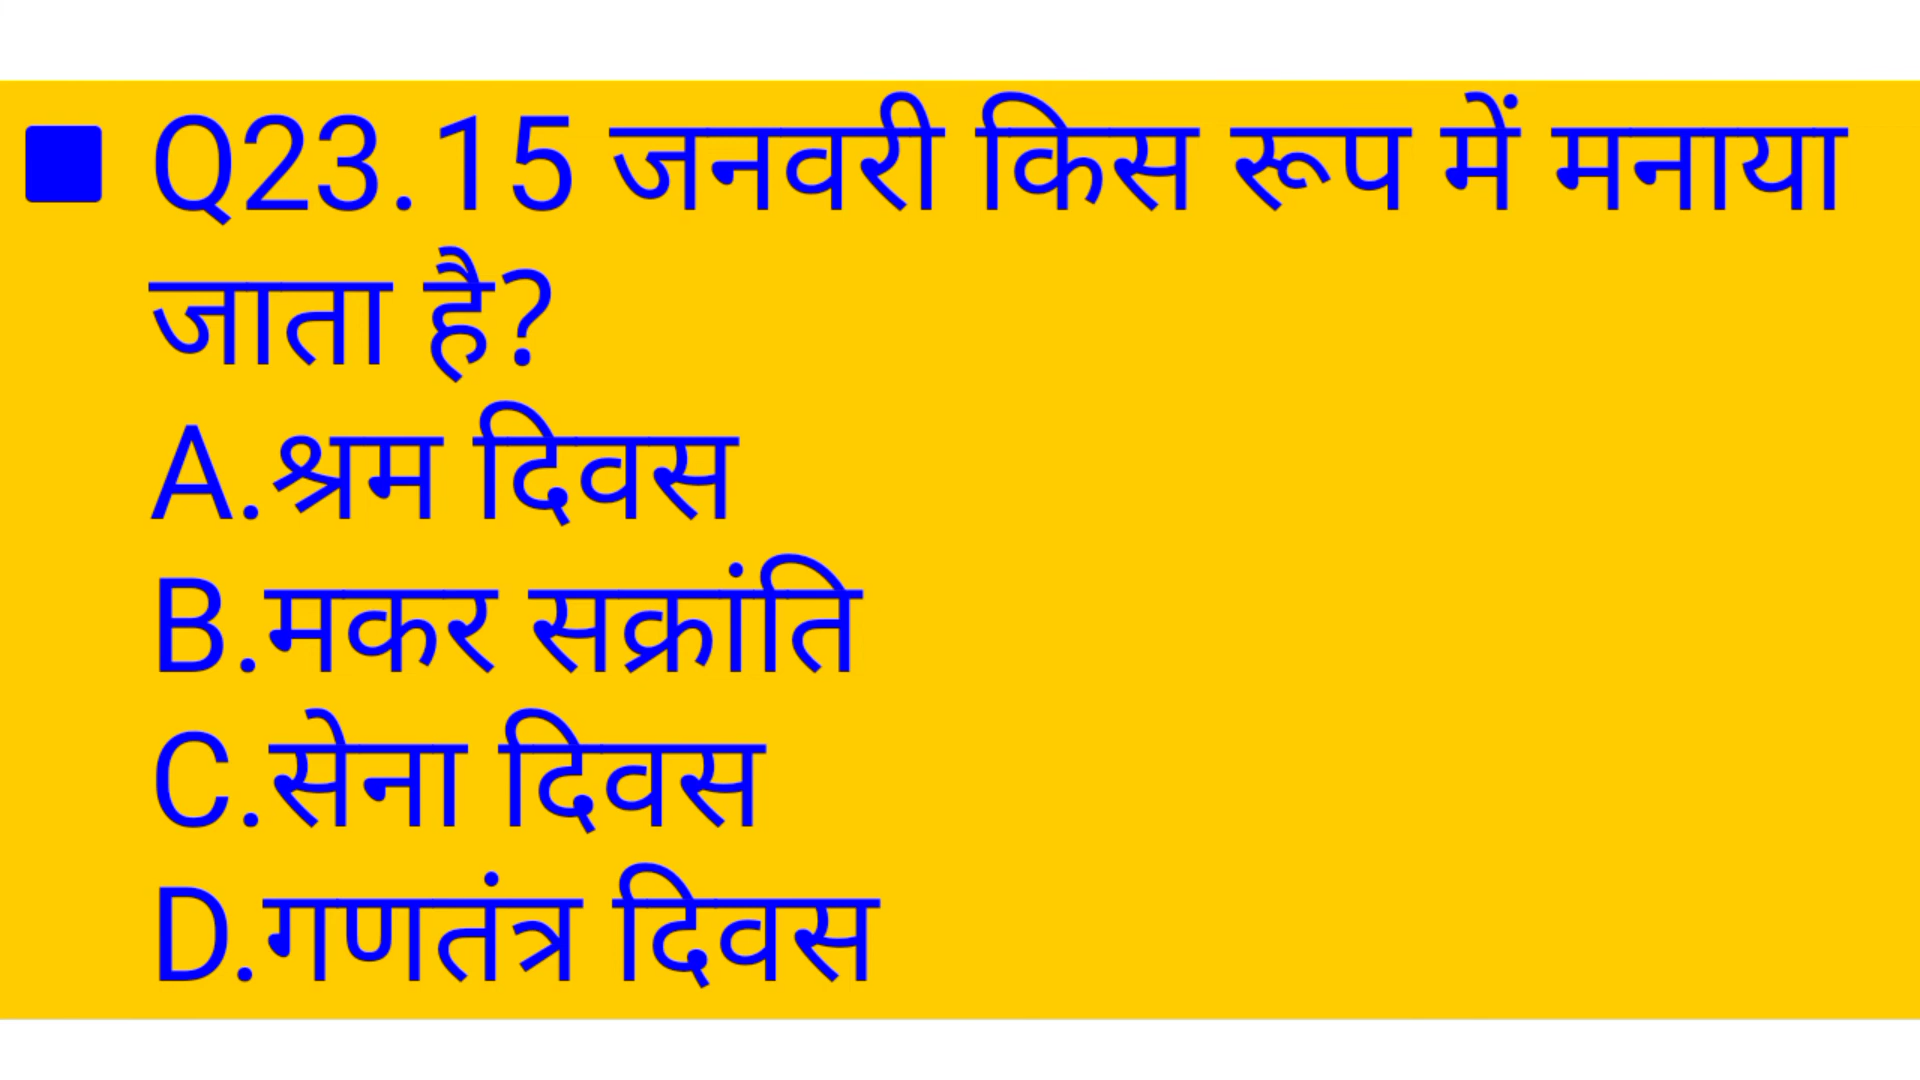 ■ Q23.15 जनवरी किस रूप में मनाया
जाता है?
A.श्रम दिवस
B.मकर सक्रांति
C.सेना दिवस
D.गणतंत्र दिवस